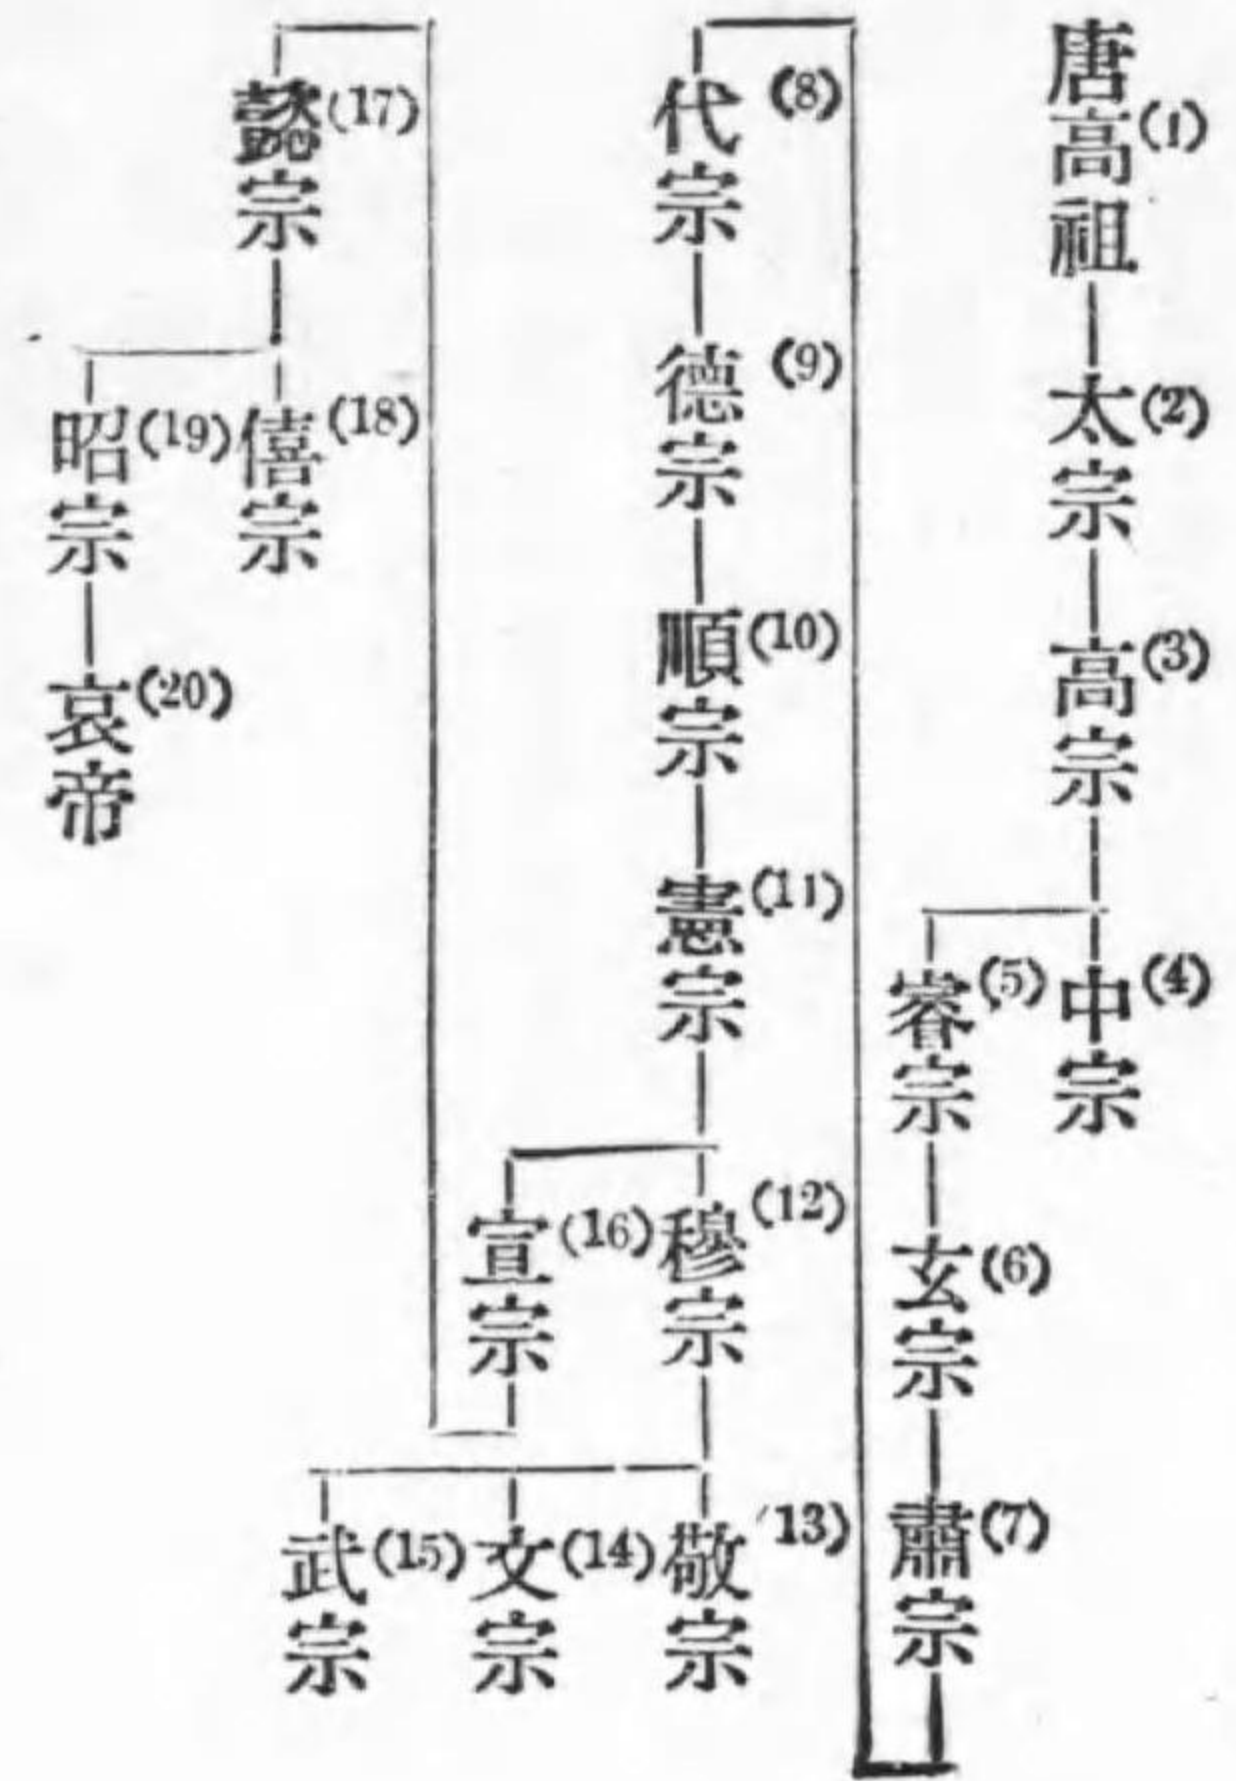 唐高祖(1)
太宗(2)
高宗(3)
中宗(4)
睿宗(5)
玄宗(6)
肅宗(7)
代宗(8)
德宗(9)
順宗(10)
憲宗(11)
穆宗(12)
敬宗(13)
文宗(14)
武宗(15)
宣宗(16)
懿宗(17)
僖宗(18)
昭宗(19)
哀帝(20)